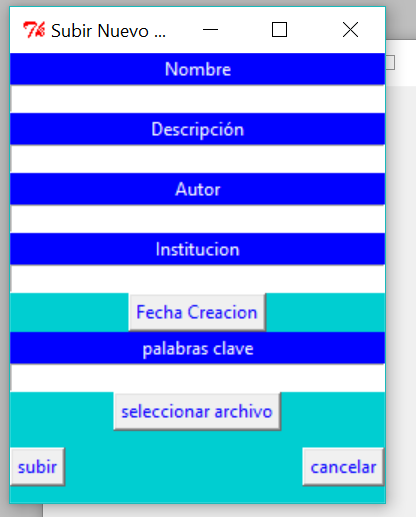 Subir Nuevo ...
Nombre
Descripción
Autor
Institucion
Fecha Creacion
palabras clave
seleccionar archivo
subir
cancelar